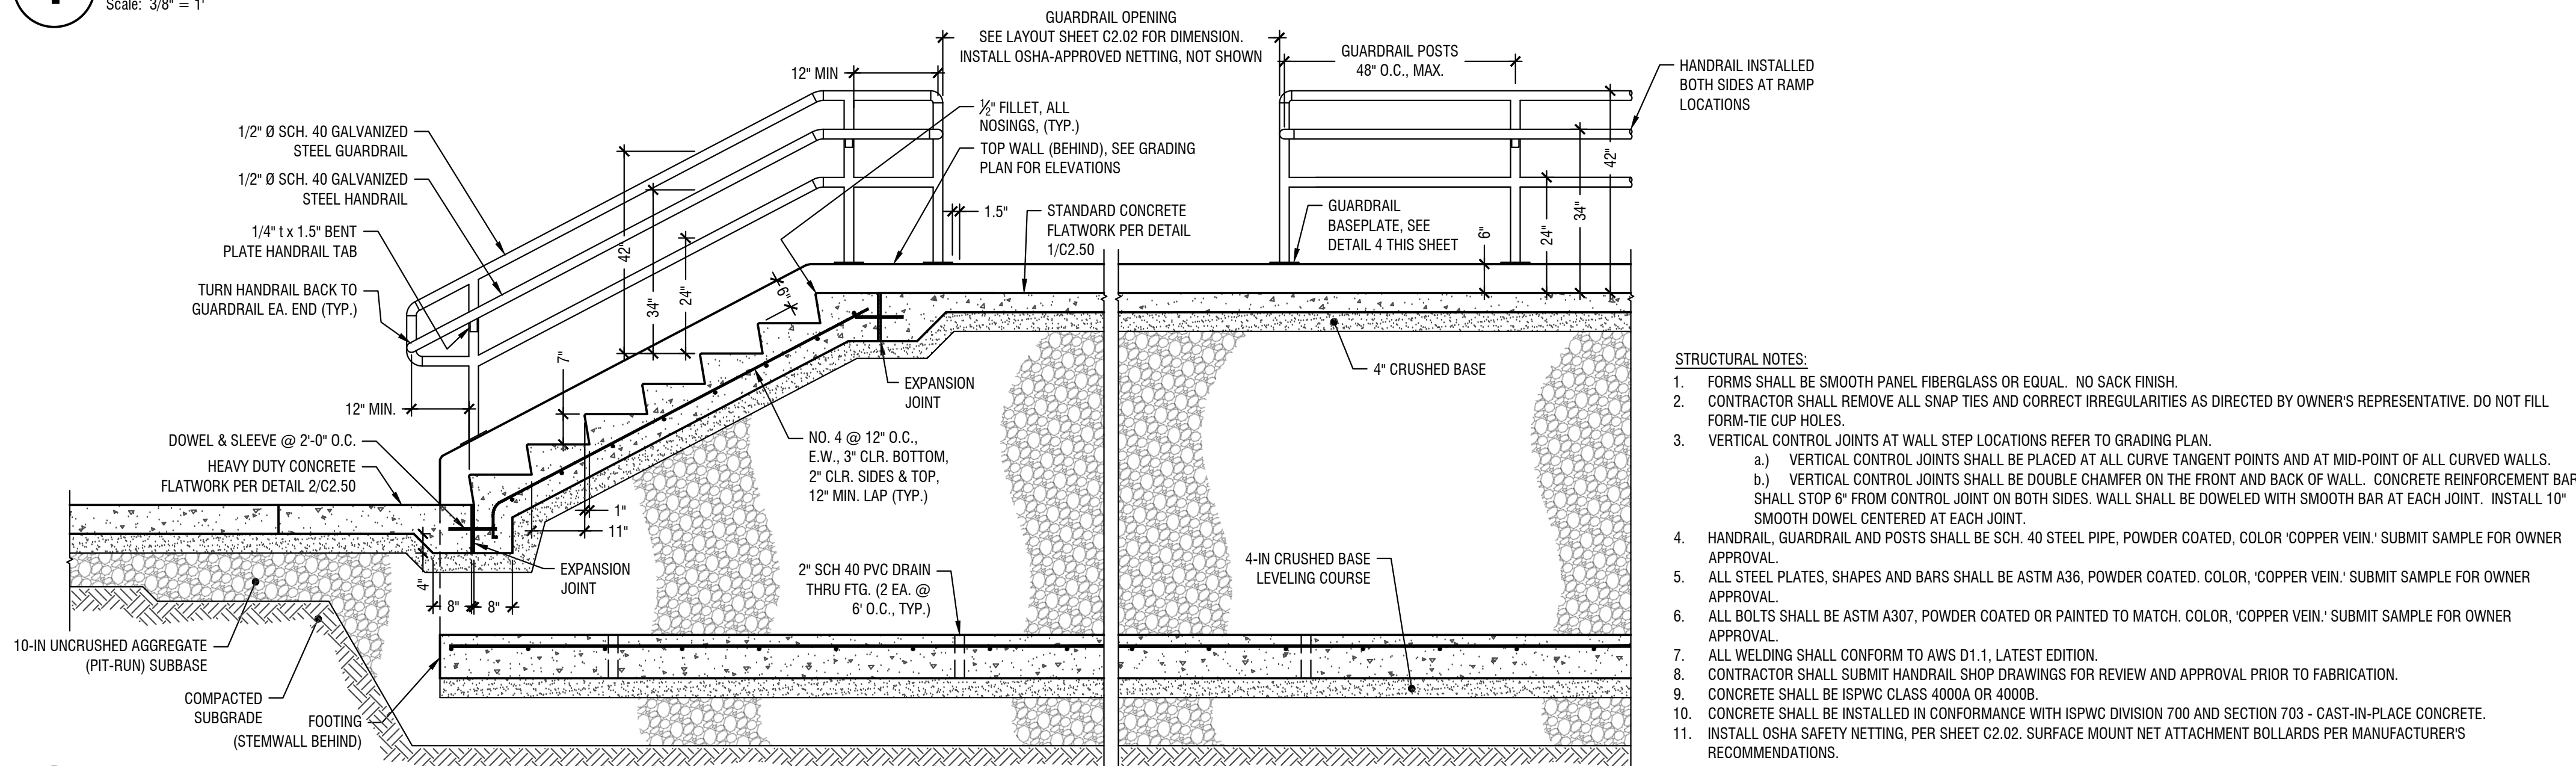 Scale: 3/8" = 1'
GUARDRAIL OPENING
SEE LAYOUT SHEET C2.02 FOR DIMENSION.
INSTALL OSHA-APPROVED NETTING, NOT SHOWN
12" MIN
GUARDRAIL POSTS
48" O.C., MAX.
HANDRAIL INSTALLED
BOTH SIDES AT RAMP
LOCATIONS
1/2" Ø SCH. 40 GALVANIZED
STEEL GUARDRAIL
1/2" Ø SCH. 40 GALVANIZED
STEEL HANDRAIL
1/4" t x 1.5" BENT
PLATE HANDRAIL TAB
TURN HANDRAIL BACK TO
GUARDRAIL EA. END (TYP.)
½" FILLET, ALL
NOSINGS, (TYP.)
TOP WALL (BEHIND), SEE GRADING
PLAN FOR ELEVATIONS
1.5"
STANDARD CONCRETE
FLATWORK PER DETAIL
1/C2.50
GUARDRAIL
BASEPLATE, SEE
DETAIL 4 THIS SHEET
6"
24"
34"
42"
42"
34"
24"
6"
7"
12" MIN.
DOWEL & SLEEVE @ 2'-0" O.C.
HEAVY DUTY CONCRETE
FLATWORK PER DETAIL 2/C2.50
EXPANSION
JOINT
4" CRUSHED BASE
NO. 4 @ 12" O.C.,
E.W., 3" CLR. BOTTOM,
2" CLR. SIDES & TOP,
12" MIN. LAP (TYP.)
1"
11"
EXPANSION
JOINT
4"
8"
8"
2" SCH 40 PVC DRAIN
THRU FTG. (2 EA. @
6' O.C., TYP.)
4-IN CRUSHED BASE
LEVELING COURSE
10-IN UNCRUSHED AGGREGATE
(PIT-RUN) SUBBASE
COMPACTED
SUBGRADE
FOOTING
(STEMWALL BEHIND)
STRUCTURAL NOTES:
1. FORMS SHALL BE SMOOTH PANEL FIBERGLASS OR EQUAL. NO SACK FINISH.
2. CONTRACTOR SHALL REMOVE ALL SNAP TIES AND CORRECT IRREGULARITIES AS DIRECTED BY OWNER'S REPRESENTATIVE. DO NOT FILL
FORM-TIE CUP HOLES.
3. VERTICAL CONTROL JOINTS AT WALL STEP LOCATIONS REFER TO GRADING PLAN.
a.) VERTICAL CONTROL JOINTS SHALL BE PLACED AT ALL CURVE TANGENT POINTS AND AT MID-POINT OF ALL CURVED WALLS.
b.) VERTICAL CONTROL JOINTS SHALL BE DOUBLE CHAMFER ON THE FRONT AND BACK OF WALL. CONCRETE REINFORCEMENT BAR
SHALL STOP 6" FROM CONTROL JOINT ON BOTH SIDES. WALL SHALL BE DOWELED WITH SMOOTH BAR AT EACH JOINT. INSTALL 10"
SMOOTH DOWEL CENTERED AT EACH JOINT.
4. HANDRAIL, GUARDRAIL AND POSTS SHALL BE SCH. 40 STEEL PIPE, POWDER COATED, COLOR 'COPPER VEIN.' SUBMIT SAMPLE FOR OWNER
APPROVAL.
5. ALL STEEL PLATES, SHAPES AND BARS SHALL BE ASTM A36, POWDER COATED. COLOR, 'COPPER VEIN.' SUBMIT SAMPLE FOR OWNER
APPROVAL.
6. ALL BOLTS SHALL BE ASTM A307, POWDER COATED OR PAINTED TO MATCH. COLOR, 'COPPER VEIN.' SUBMIT SAMPLE FOR OWNER
APPROVAL.
7. ALL WELDING SHALL CONFORM TO AWS D1.1, LATEST EDITION.
8. CONTRACTOR SHALL SUBMIT HANDRAIL SHOP DRAWINGS FOR REVIEW AND APPROVAL PRIOR TO FABRICATION.
9. CONCRETE SHALL BE ISPWC CLASS 4000A OR 4000B.
10. CONCRETE SHALL BE INSTALLED IN CONFORMANCE WITH ISPWC DIVISION 700 AND SECTION 703 - CAST-IN-PLACE CONCRETE.
11. INSTALL OSHA SAFETY NETTING, PER SHEET C2.02. SURFACE MOUNT NET ATTACHMENT BOLLARDS PER MANUFACTURER'S
RECOMMENDATIONS.